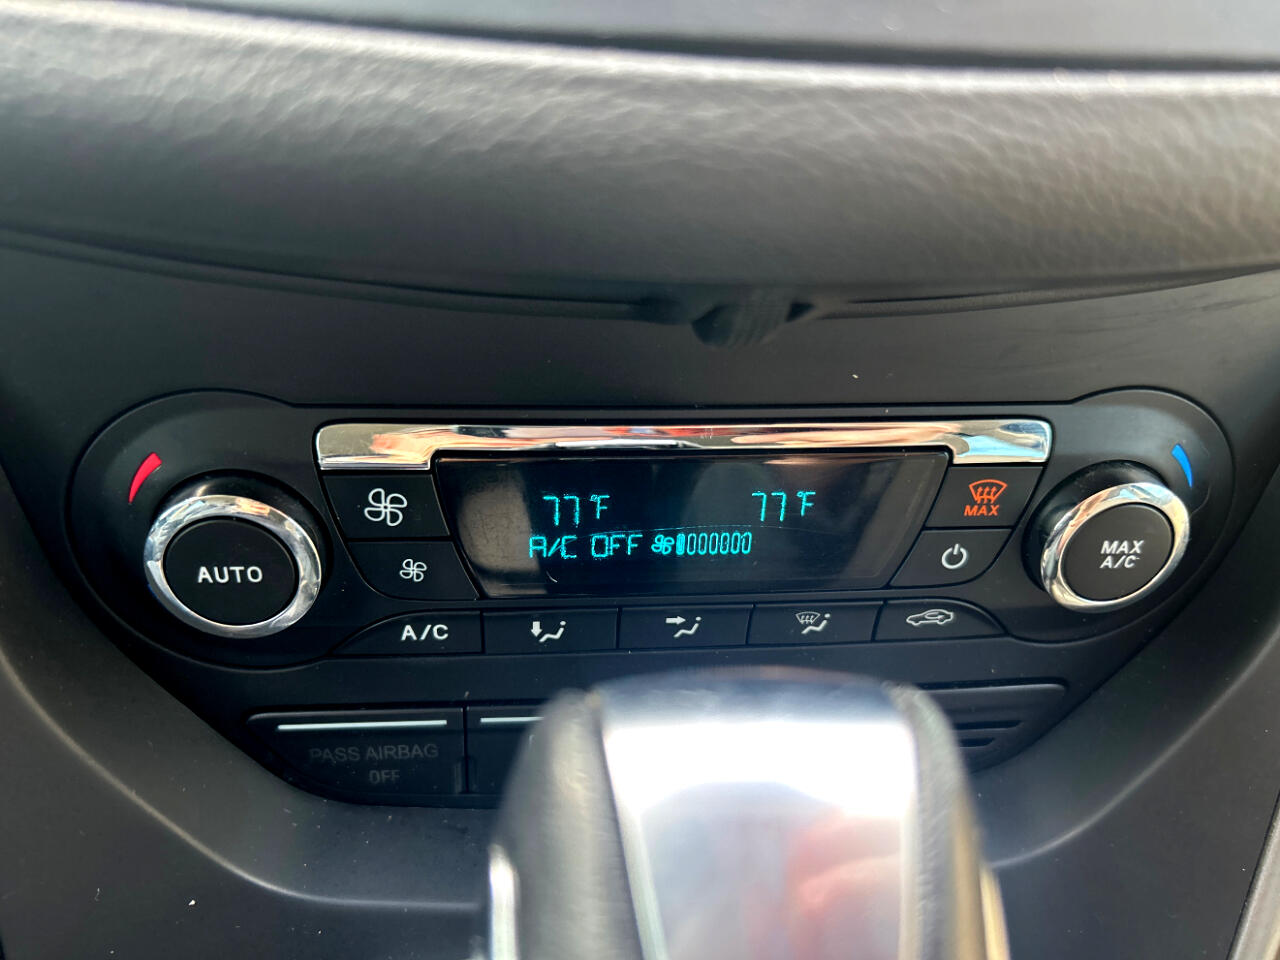 77°F 77°F
A/C OFF
MAX
AUTO
MAX
A/C
A/C
PASS AIRBAG
OFF